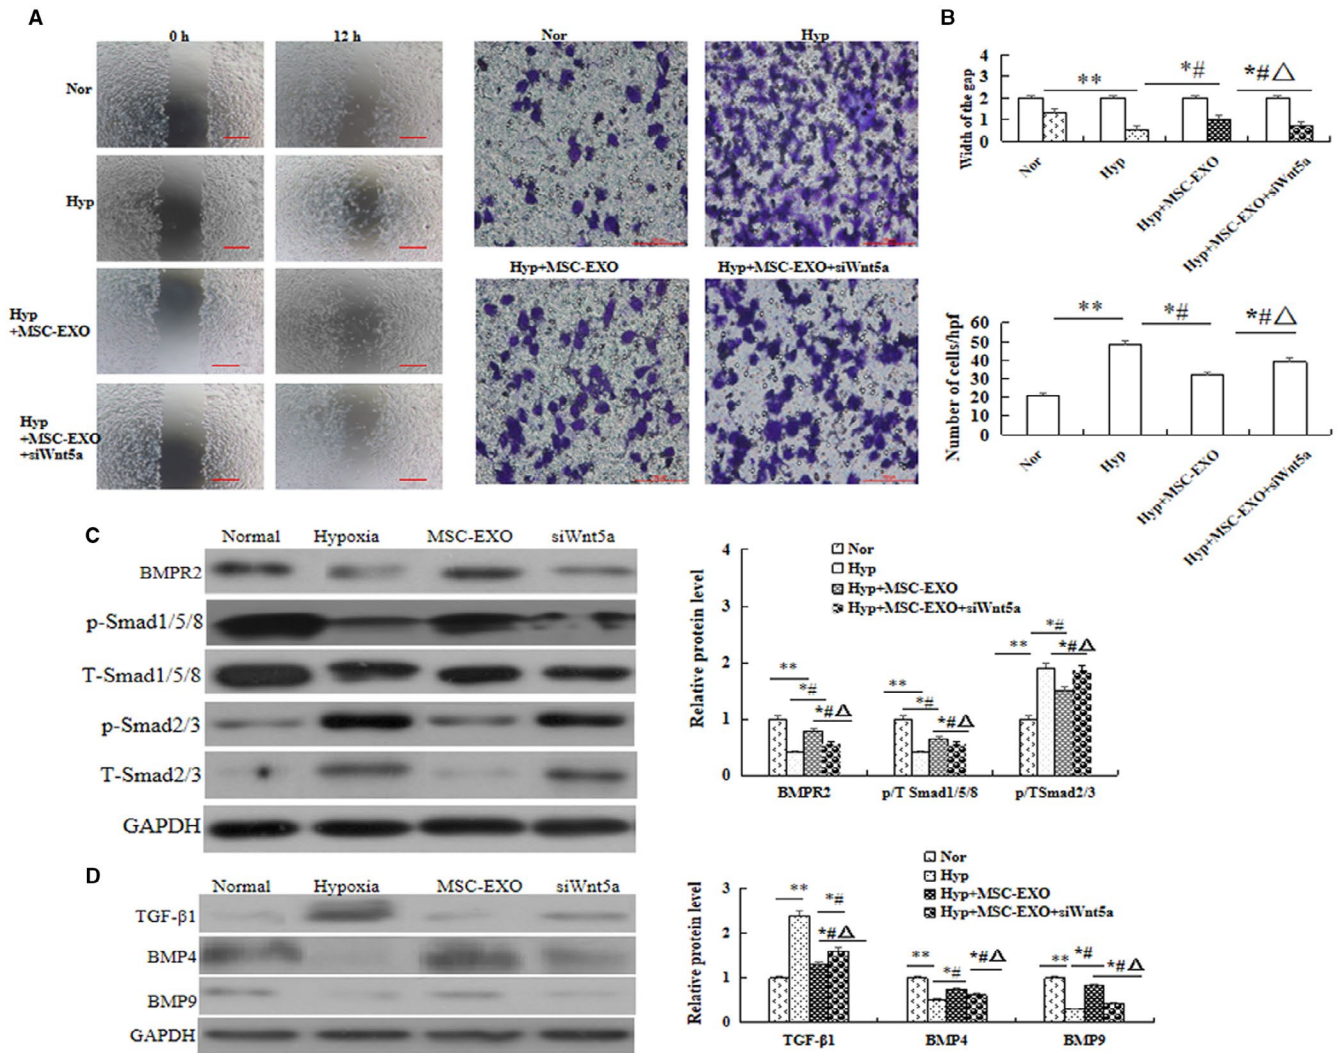 A
0 h
12 h
Nor
Hyp
Hyp
+MSC-EXO
Hyp
+MSC-EXO
+siWnt5a
Nor
Hyp
Hyp+MSC-EXO
Hyp+MSC-EXO+siWnt5a
B
Width of the gap
4
3
2
1
0
**
*#
*#△
Nor
Hyp
Hyp+MSC-EXO
Hyp+MSC-EXO+siWnt5a
Number of cells/hpf
60
50
40
30
20
10
0
**
*#
*#△
Nor
Hyp
Hyp+MSC-EXO
Hyp+MSC-EXO+siWnt5a
C
Normal Hypoxia MSC-EXO siWnt5a
BMPR2
p-Smad1/5/8
T-Smad1/5/8
p-Smad2/3
T-Smad2/3
GAPDH
Relative protein level
4
3
2
1
0
Nor
Hyp
Hyp+MSC-EXO
Hyp+MSC-EXO+siWnt5a
**
*#
*#△
**
*#
*#△
**
*#
*#△
BMPR2 p/T Smad1/5/8 p/TSmad2/3
D
Normal Hypoxia MSC-EXO siWnt5a
TGF-β1
BMP4
BMP9
GAPDH
Relative protein level
3
2
1
0
Nor
Hyp
Hyp+MSC-EXO
Hyp+MSC-EXO+siWnt5a
**
*#
*#△
**
*#
*#△
**
*#
*#△
TGF-β1 BMP4 BMP9